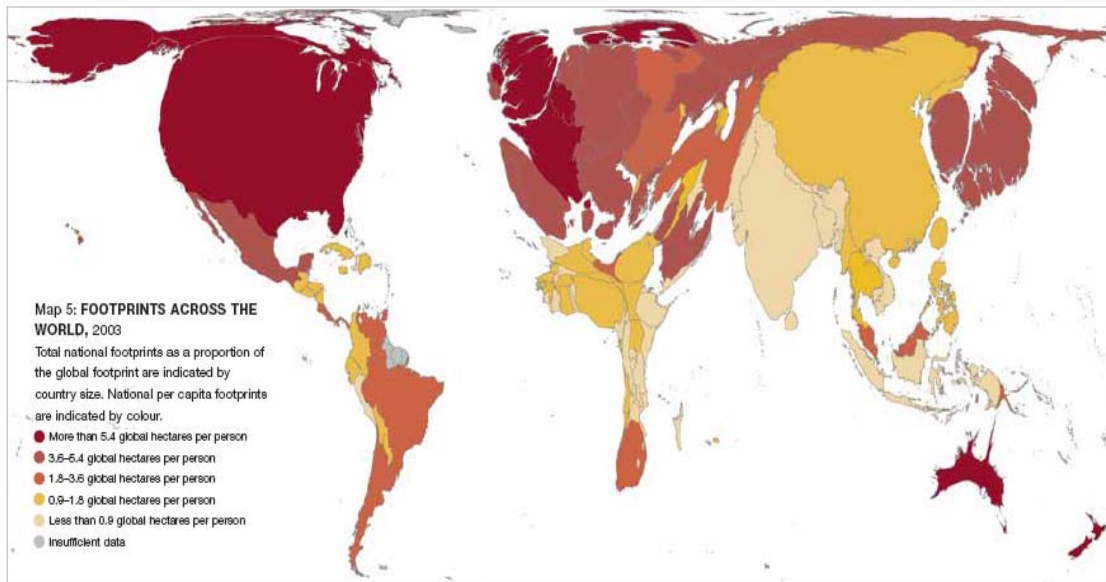 Map 5: FOOTPRINTS ACROSS THE
WORLD, 2003
Total national footprints as a proportion of
the global footprint are indicated by
country size. National per capita footprints
are indicated by colour.
More than 5.4 global hectares per person
3.6–5.4 global hectares per person
1.8–3.6 global hectares per person
0.9–1.8 global hectares per person
Less than 0.9 global hectares per person
Insufficient data